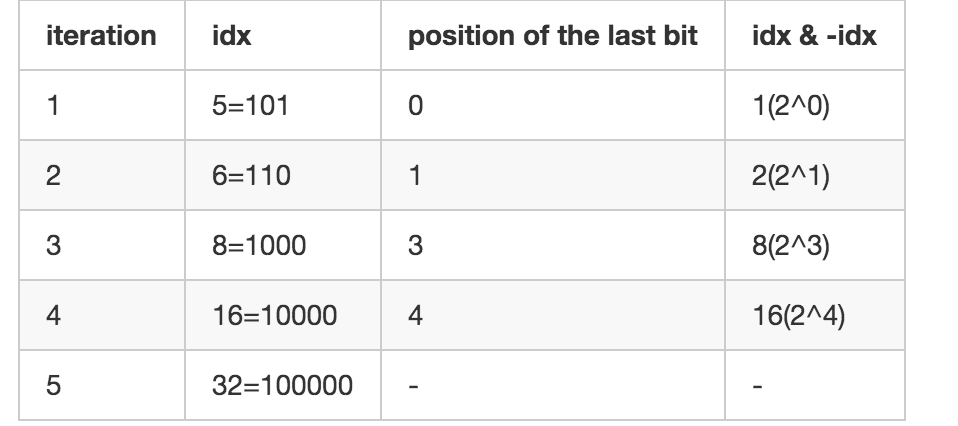 iteration idx position of the last bit idx & -idx
1 5=101 0 1(2^0)
2 6=110 1 2(2^1)
3 8=1000 3 8(2^3)
4 16=10000 4 16(2^4)
5 32=100000 - -